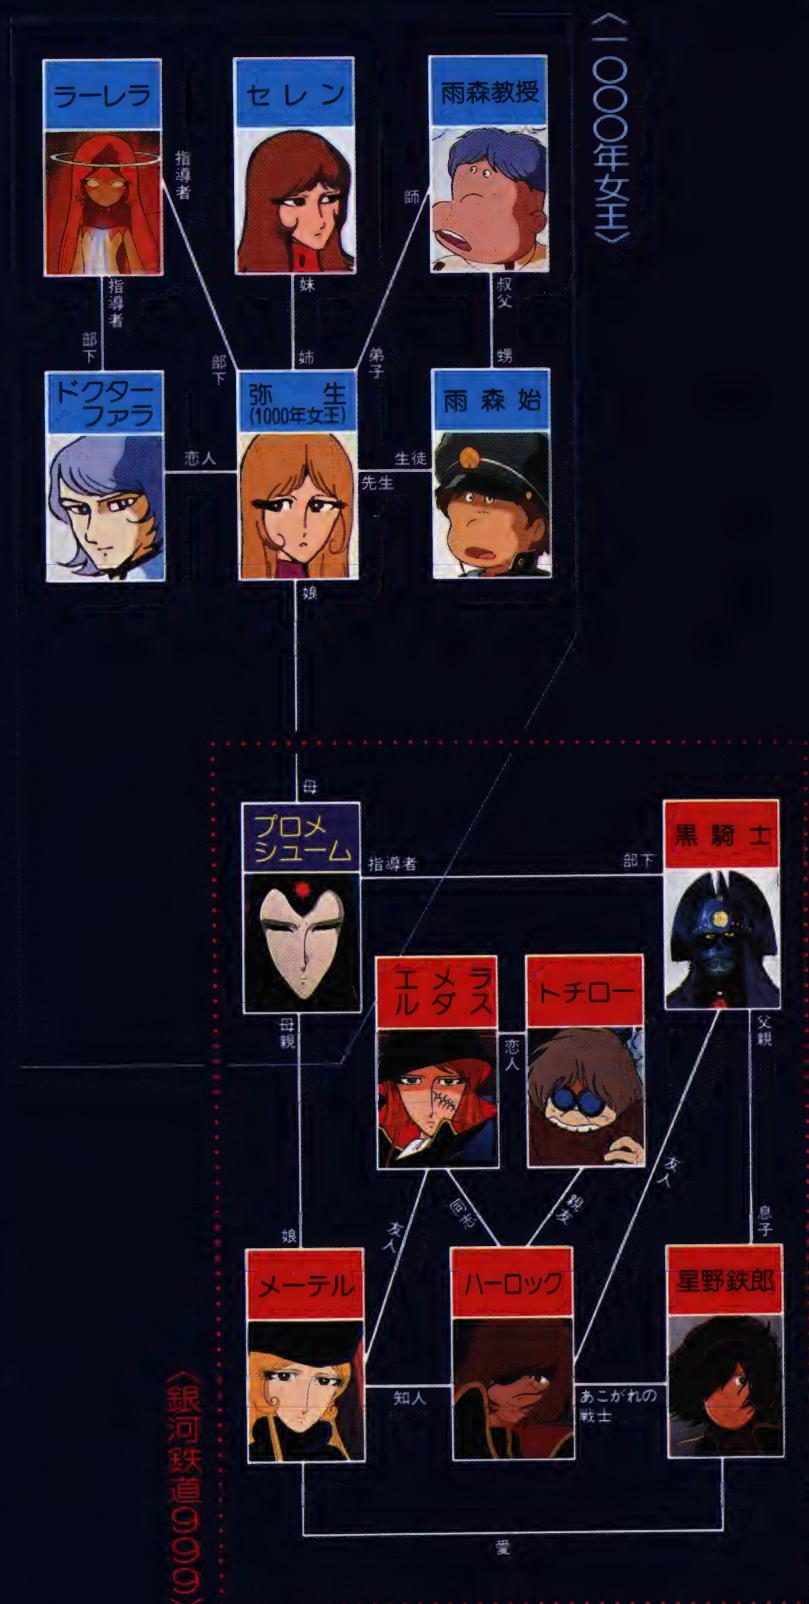 〈一〇〇〇年女王〉
ラーレラ
セレン
雨森教授
指導者
師
指導者
部下
部下
妹
姉
弟子
叔父
甥
ドクター
ファラ
弥生
(1000年女王)
雨森始
恋人
生徒
先生
娘
母
プロメ
シューム
黒騎士
指導者
部下
エメラ
ルダス
トチロー
恋人
母親
父親
友人
友人
親友
娘
息子
メーテル
ハーロック
星野鉄郎
知人
あこがれの
戦士
愛
〈銀河鉄道999〉